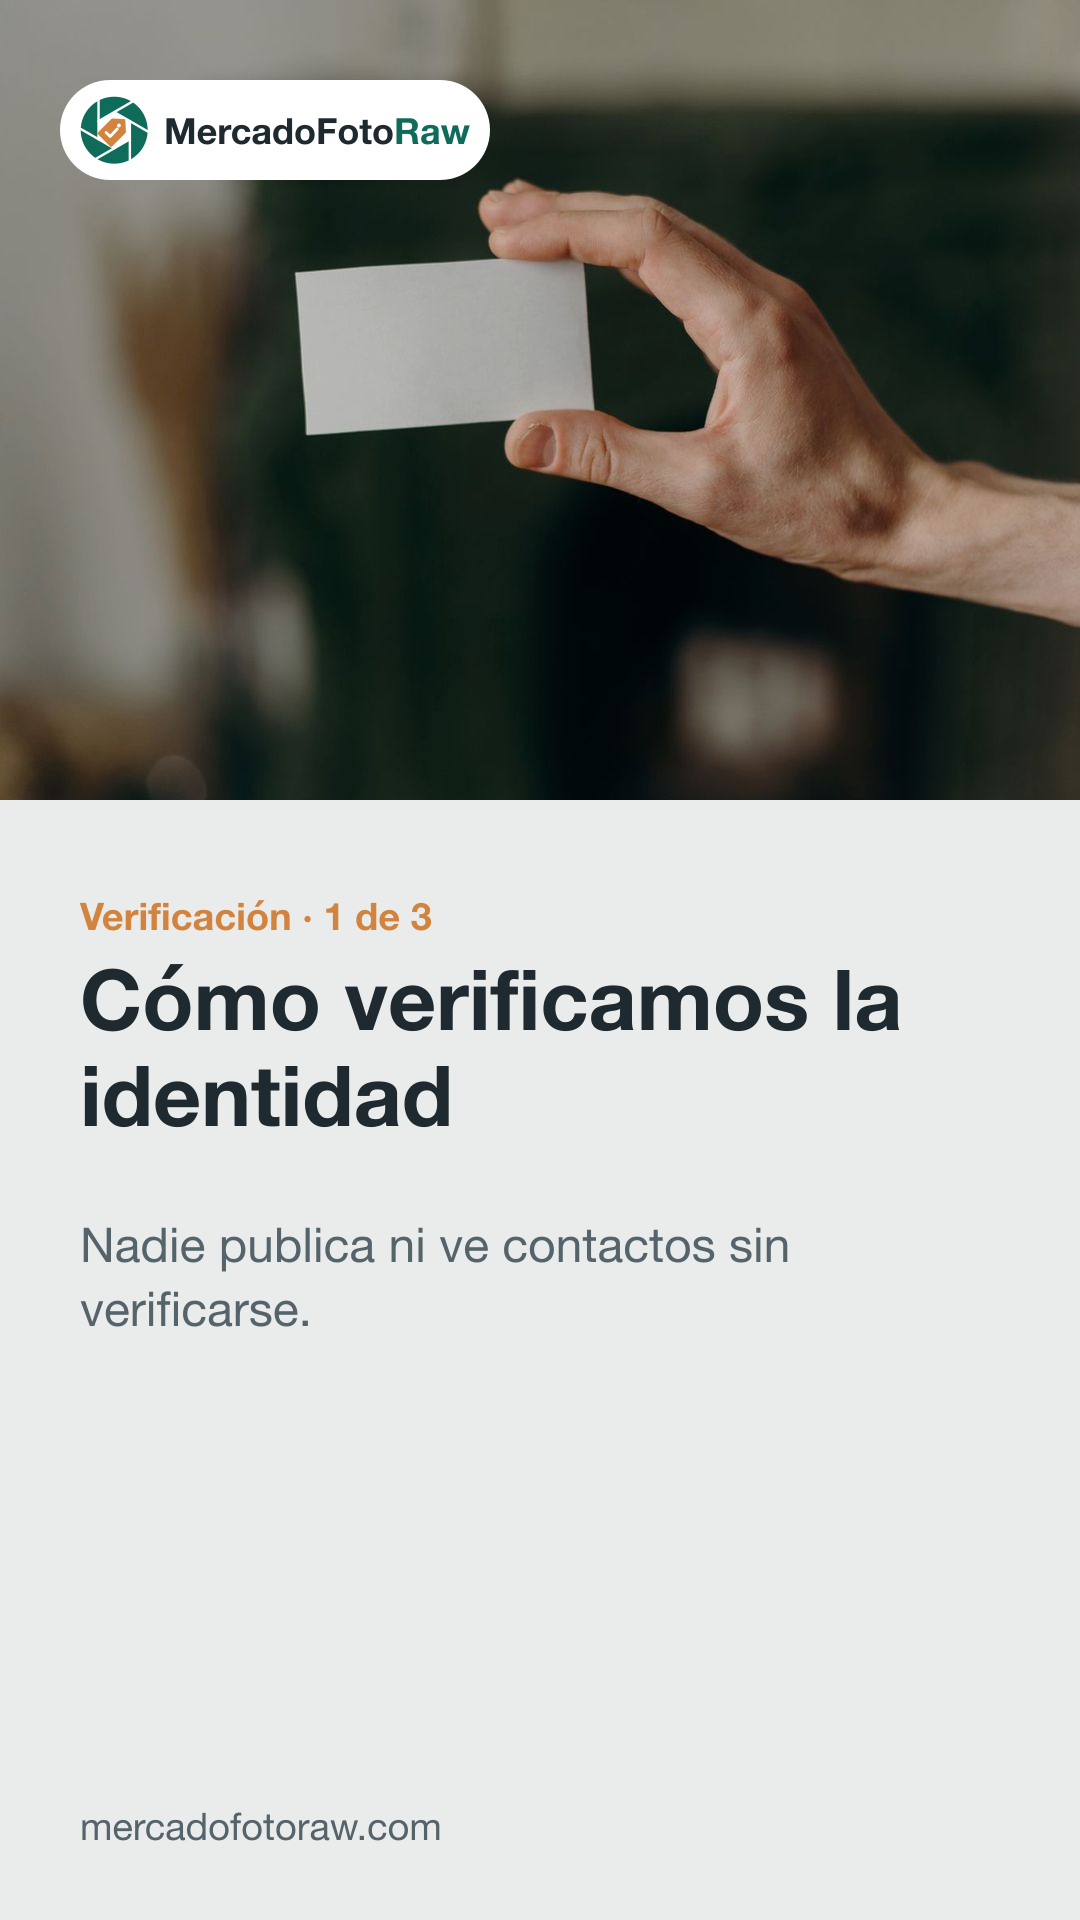 MercadoFotoRaw
Verificación · 1 de 3
Cómo verificamos la
identidad
Nadie publica ni ve contactos sin
verificarse.
mercadofotoraw.com